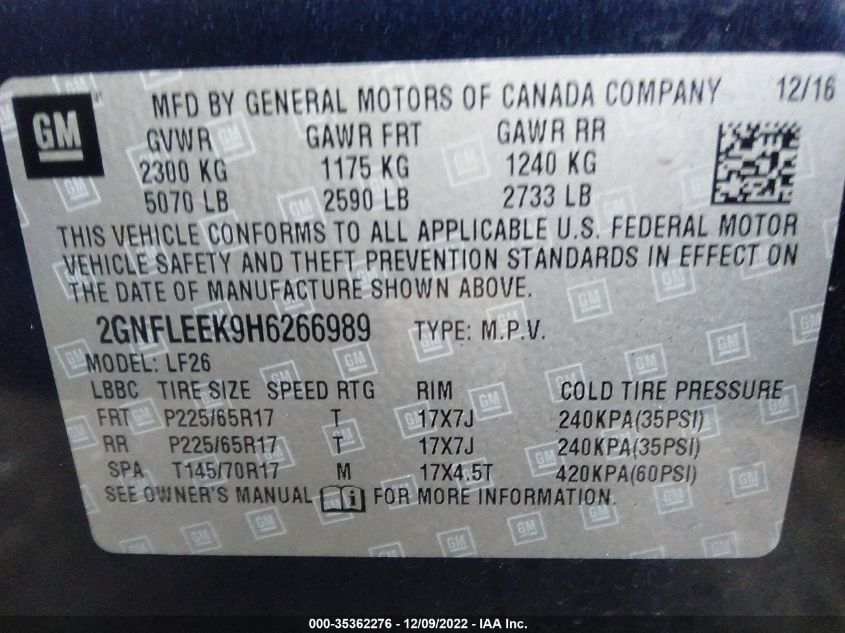 GM
MFD BY GENERAL MOTORS OF CANADA COMPANY 12/16
GVWR GAWR FRT GAWR RR
2300 KG 1175 KG 1240 KG
5070 LB 2590 LB 2733 LB
THIS VEHICLE CONFORMS TO ALL APPLICABLE U.S. FEDERAL MOTOR
VEHICLE SAFETY AND THEFT PREVENTION STANDARDS IN EFFECT ON
THE DATE OF MANUFACTURE SHOWN ABOVE.
2GNFLEEK9H6266989 TYPE: M.P.V.
MODEL: LF26
LBBC TIRE SIZE SPEED RTG RIM COLD TIRE PRESSURE
FRT P225/65R17 T 17X7J 240KPA(35PSI)
RR P225/65R17 T 17X7J 240KPA(35PSI)
SPA T145/70R17 M 17X4.5T 420KPA(60PSI)
SEE OWNER'S MANUAL i FOR MORE INFORMATION.
000-35362276 - 12/09/2022 - IAA Inc.